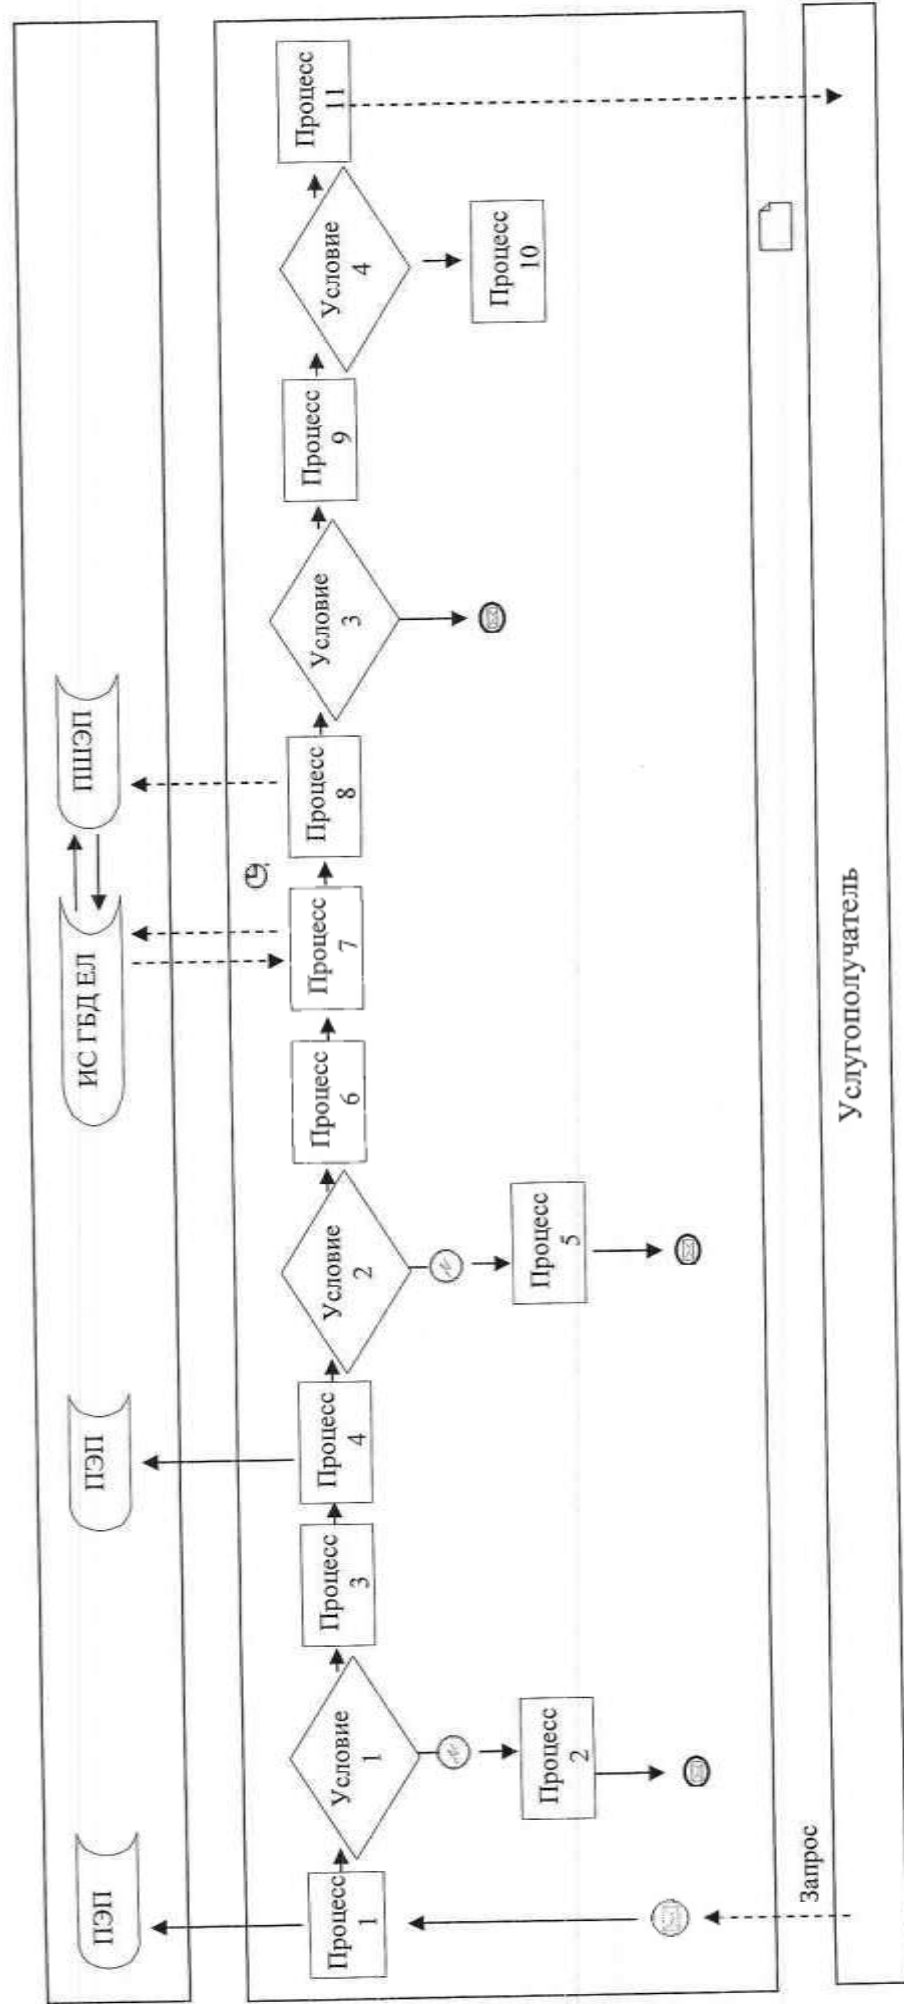 ПЭП
ПЭП
ИС ГБД ЕЛ
ПШЭП
Процесс
1
Условие
1
Процесс
2
Процесс
3
Процесс
4
Условие
2
Процесс
5
Процесс
6
Процесс
7
Процесс
8
Условие
3
Процесс
9
Условие
4
Процесс
10
Процесс
11
Запрос
Услугополучатель